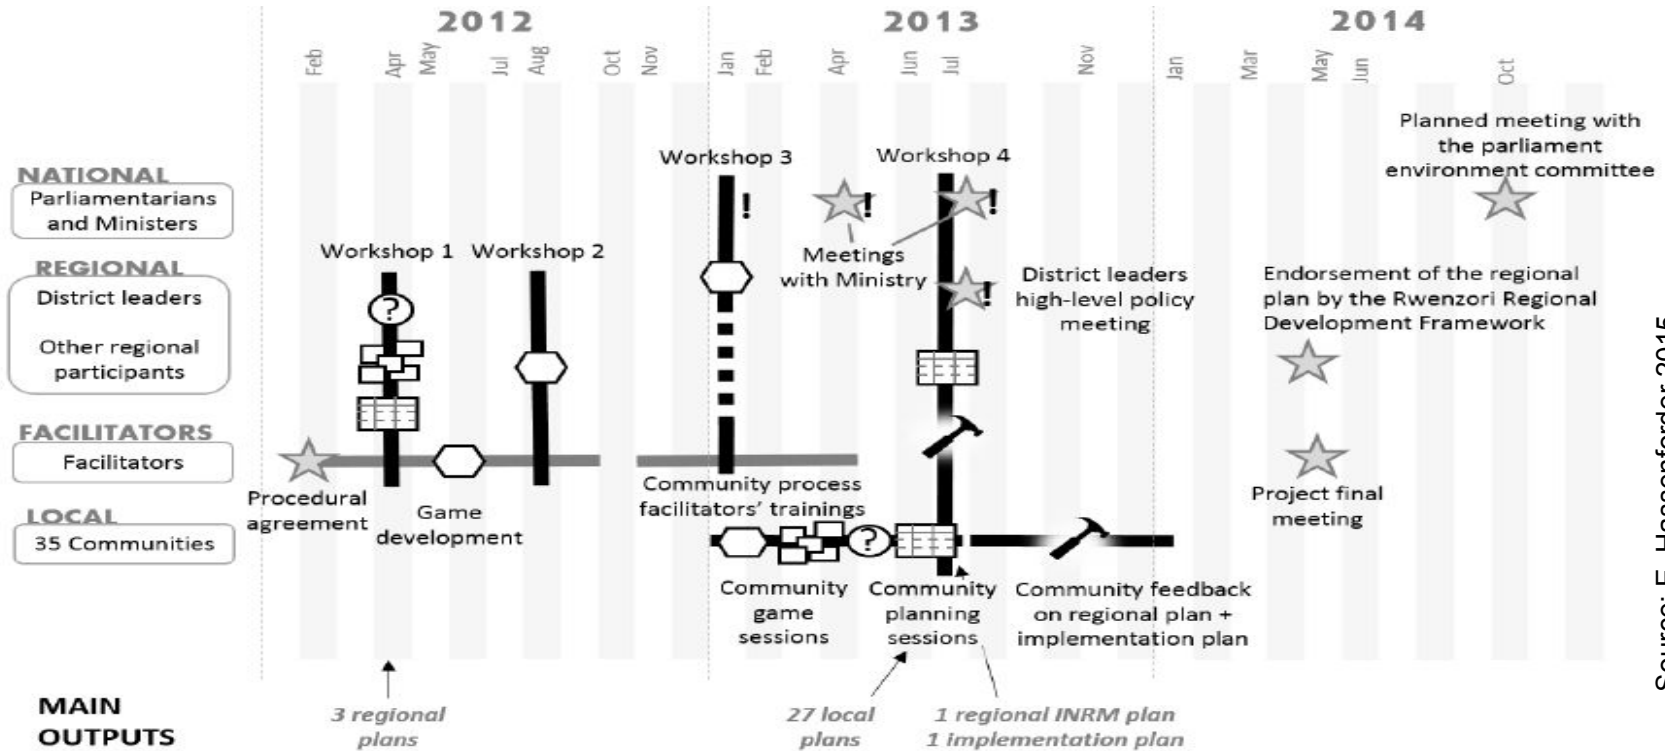 2012
2013
2014
Feb
Apr
May
Jul
Aug
Oct
Nov
Jan
Feb
Apr
Jun
Jul
Nov
Jan
Mar
May
Jun
Oct
NATIONAL
Parliamentarians
and Ministers
REGIONAL
District leaders
Other regional
participants
FACILITATORS
Facilitators
LOCAL
35 Communities
Workshop 1
Workshop 2
Workshop 3
Workshop 4
?
!
!
!
!
Meetings
with Ministry
District leaders
high-level policy
meeting
Planned meeting with
the parliament
environment committee
Endorsement of the regional
plan by the Rwenzori Regional
Development Framework
Procedural
agreement
Game
development
Community process
facilitators' trainings
Project final
meeting
?
Community
game
sessions
Community
planning
sessions
Community feedback
on regional plan +
implementation plan
MAIN
OUTPUTS
3 regional
plans
27 local
plans
1 regional INRM plan
1 implementation plan
Source: E. Hassenforder 2015